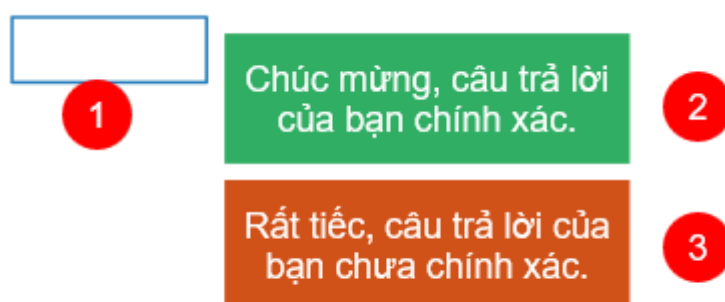 1
Chúc mừng, câu trả lời
của bạn chính xác.
2
Rất tiếc, câu trả lời của
bạn chưa chính xác.
3